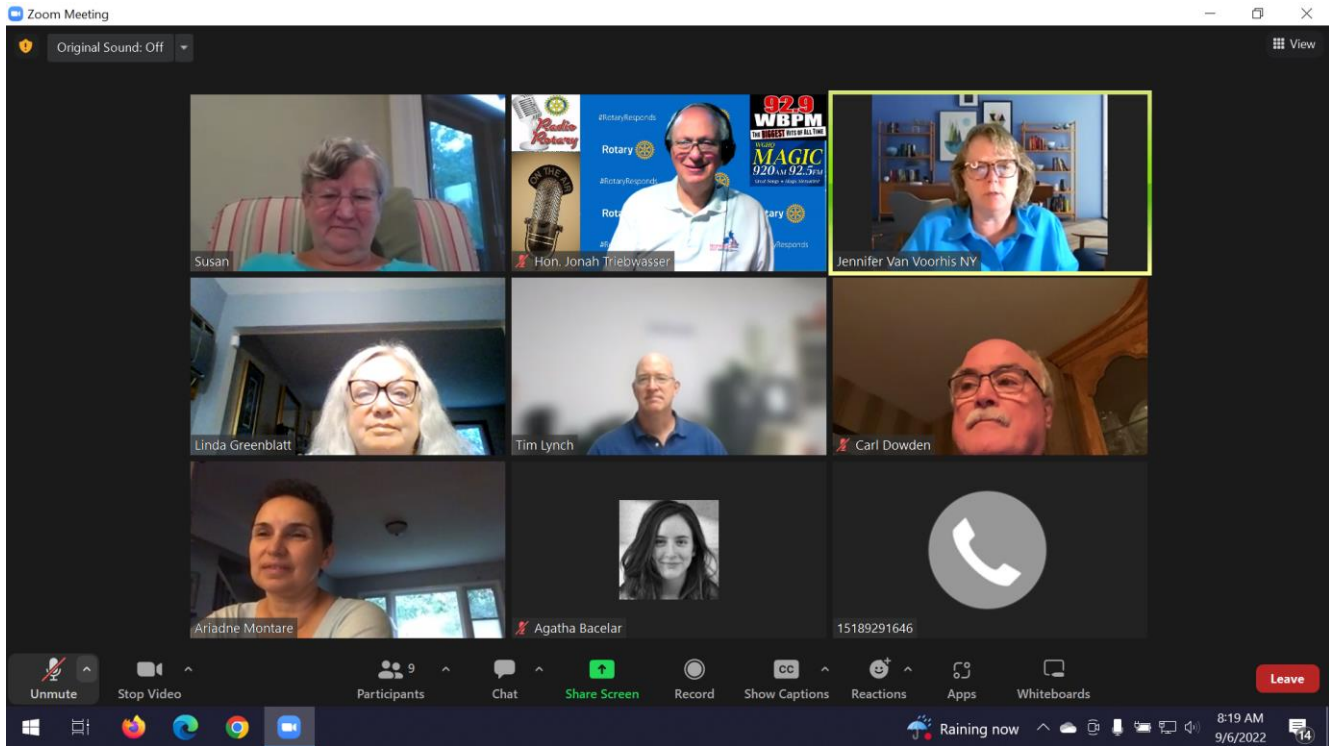 Zoom Meeting
Original Sound: Off
View
Susan
Radio
Rotary
ON THE AIR
#RotaryResponds
Rotary
#RotaryResponds
92.9
WBPM
THE BIGGEST HITS OF ALL TIME
WGHQ
MAGIC
920AM 92.5FM
Hon. Jonah Triebwasser
Jennifer Van Voorhis NY
Linda Greenblatt
Tim Lynch
Carl Dowden
Ariadne Montare
Agatha Bacelar
15189291646
Unmute
Stop Video
9
Participants
Chat
Share Screen
Record
CC
Show Captions
Reactions
Apps
Whiteboards
Leave
Raining now
8:19 AM
9/6/2022
14